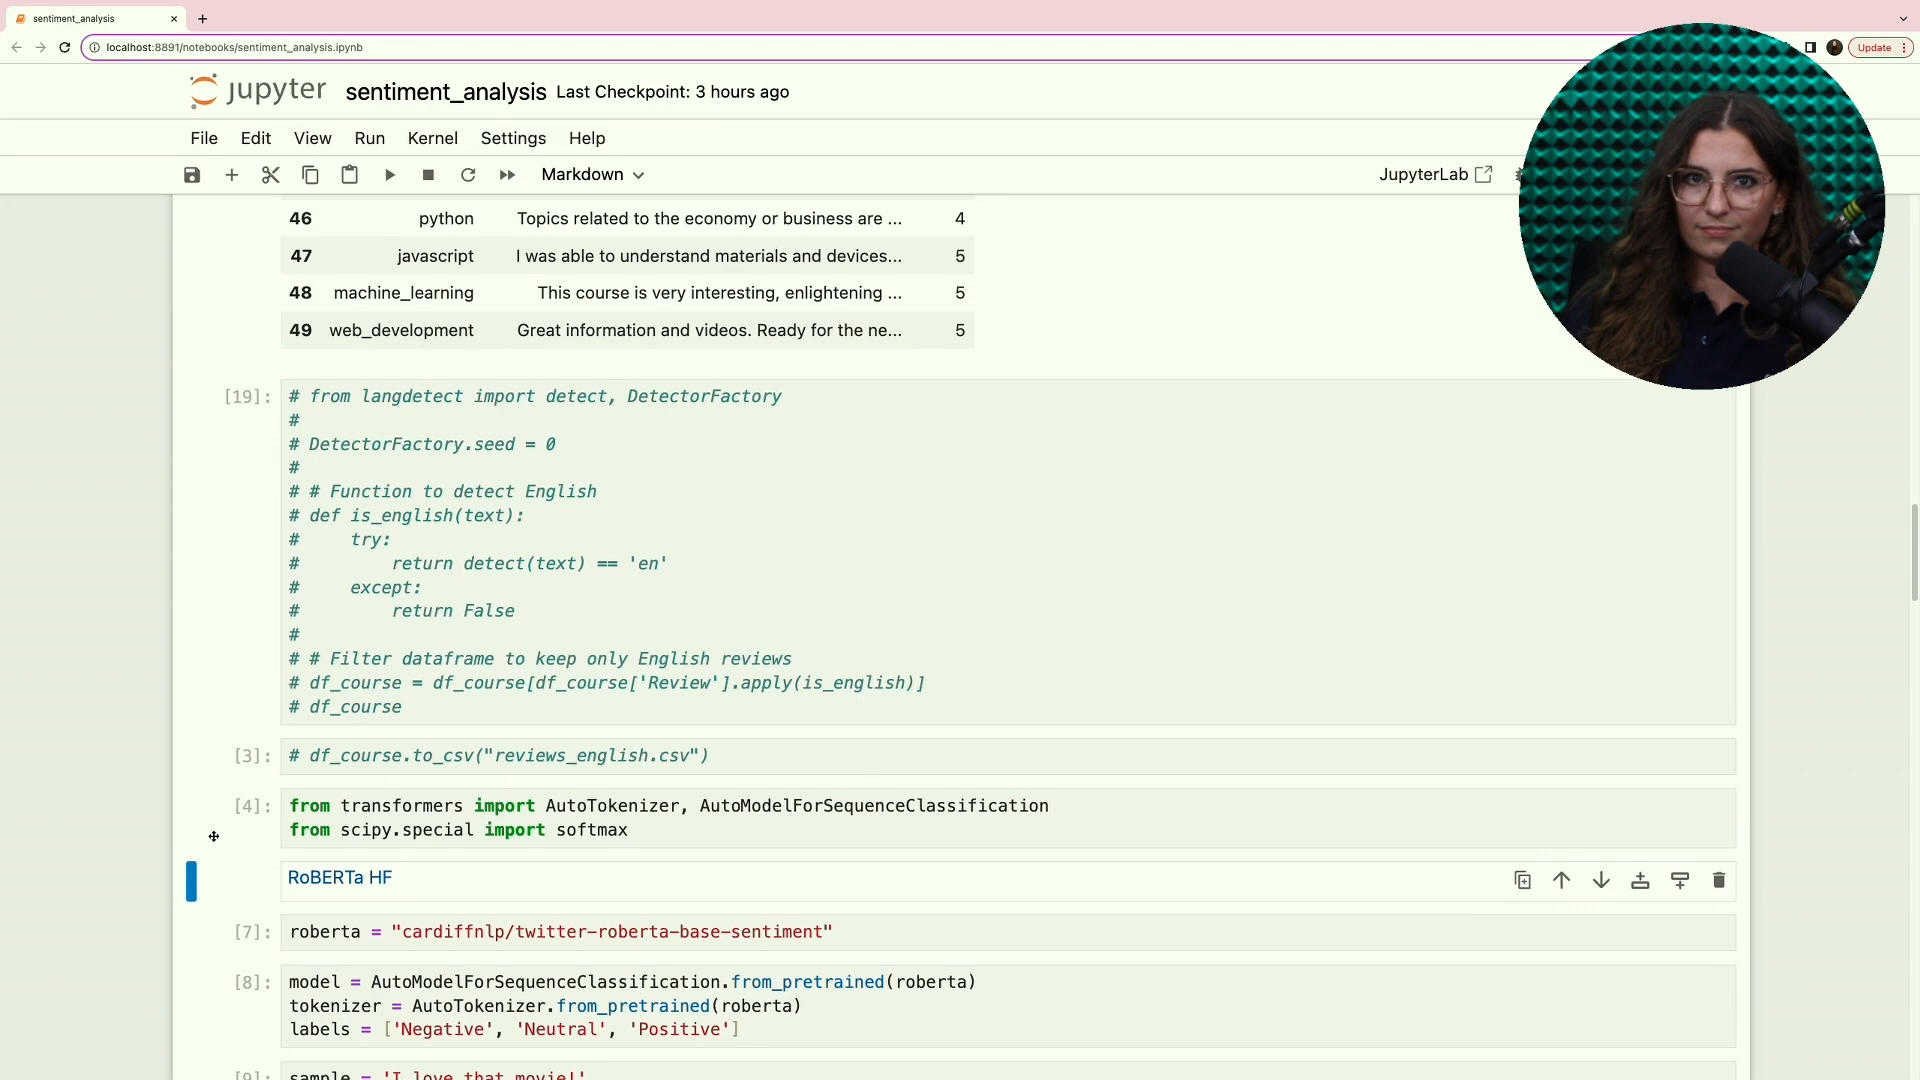 sentiment_analysis
localhost:8891/notebooks/sentiment_analysis.ipynb
Update
jupyter sentiment_analysis Last Checkpoint: 3 hours ago
File Edit View Run Kernel Settings Help
Markdown
JupyterLab
46 python Topics related to the economy or business are ... 4
47 javascript I was able to understand materials and devices... 5
48 machine_learning This course is very interesting, enlightening ... 5
49 web_development Great information and videos. Ready for the ne... 5
[19]: # from langdetect import detect, DetectorFactory
#
# DetectorFactory.seed = 0
#
# # Function to detect English
# def is_english(text):
#     try:
#         return detect(text) == 'en'
#     except:
#         return False
#
# # Filter dataframe to keep only English reviews
# df_course = df_course[df_course['Review'].apply(is_english)]
# df_course
[3]: # df_course.to_csv("reviews_english.csv")
[4]: from transformers import AutoTokenizer, AutoModelForSequenceClassification
from scipy.special import softmax
RoBERTa HF
[7]: roberta = "cardiffnlp/twitter-roberta-base-sentiment"
[8]: model = AutoModelForSequenceClassification.from_pretrained(roberta)
tokenizer = AutoTokenizer.from_pretrained(roberta)
labels = ['Negative', 'Neutral', 'Positive']
[9]: sample = 'I love that movie!'